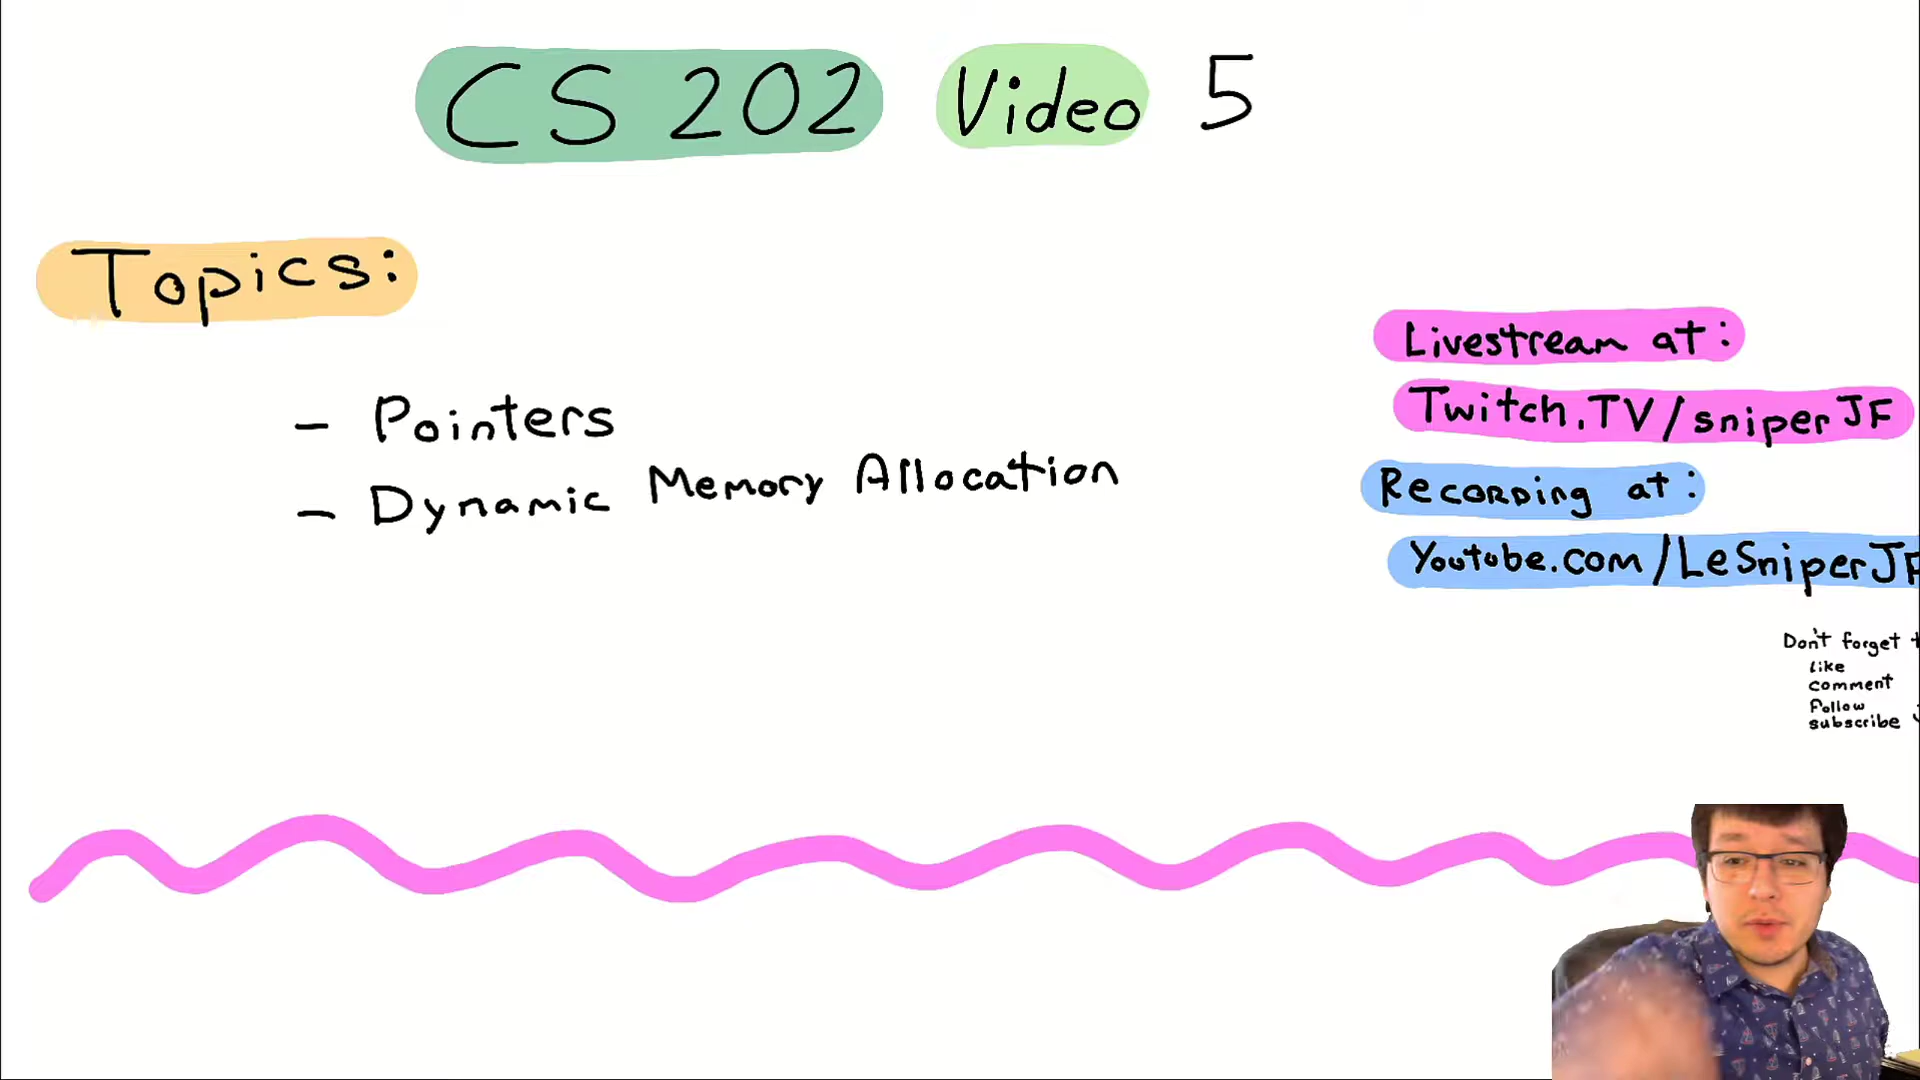 CS 202 Video 5
Topics:
- Pointers
- Dynamic Memory Allocation
Livestream at:
Twitch.TV/sniperJF
Recording at:
Youtube.com/LeSniperJF
Don't forget
Like
comment
follow
subscribe